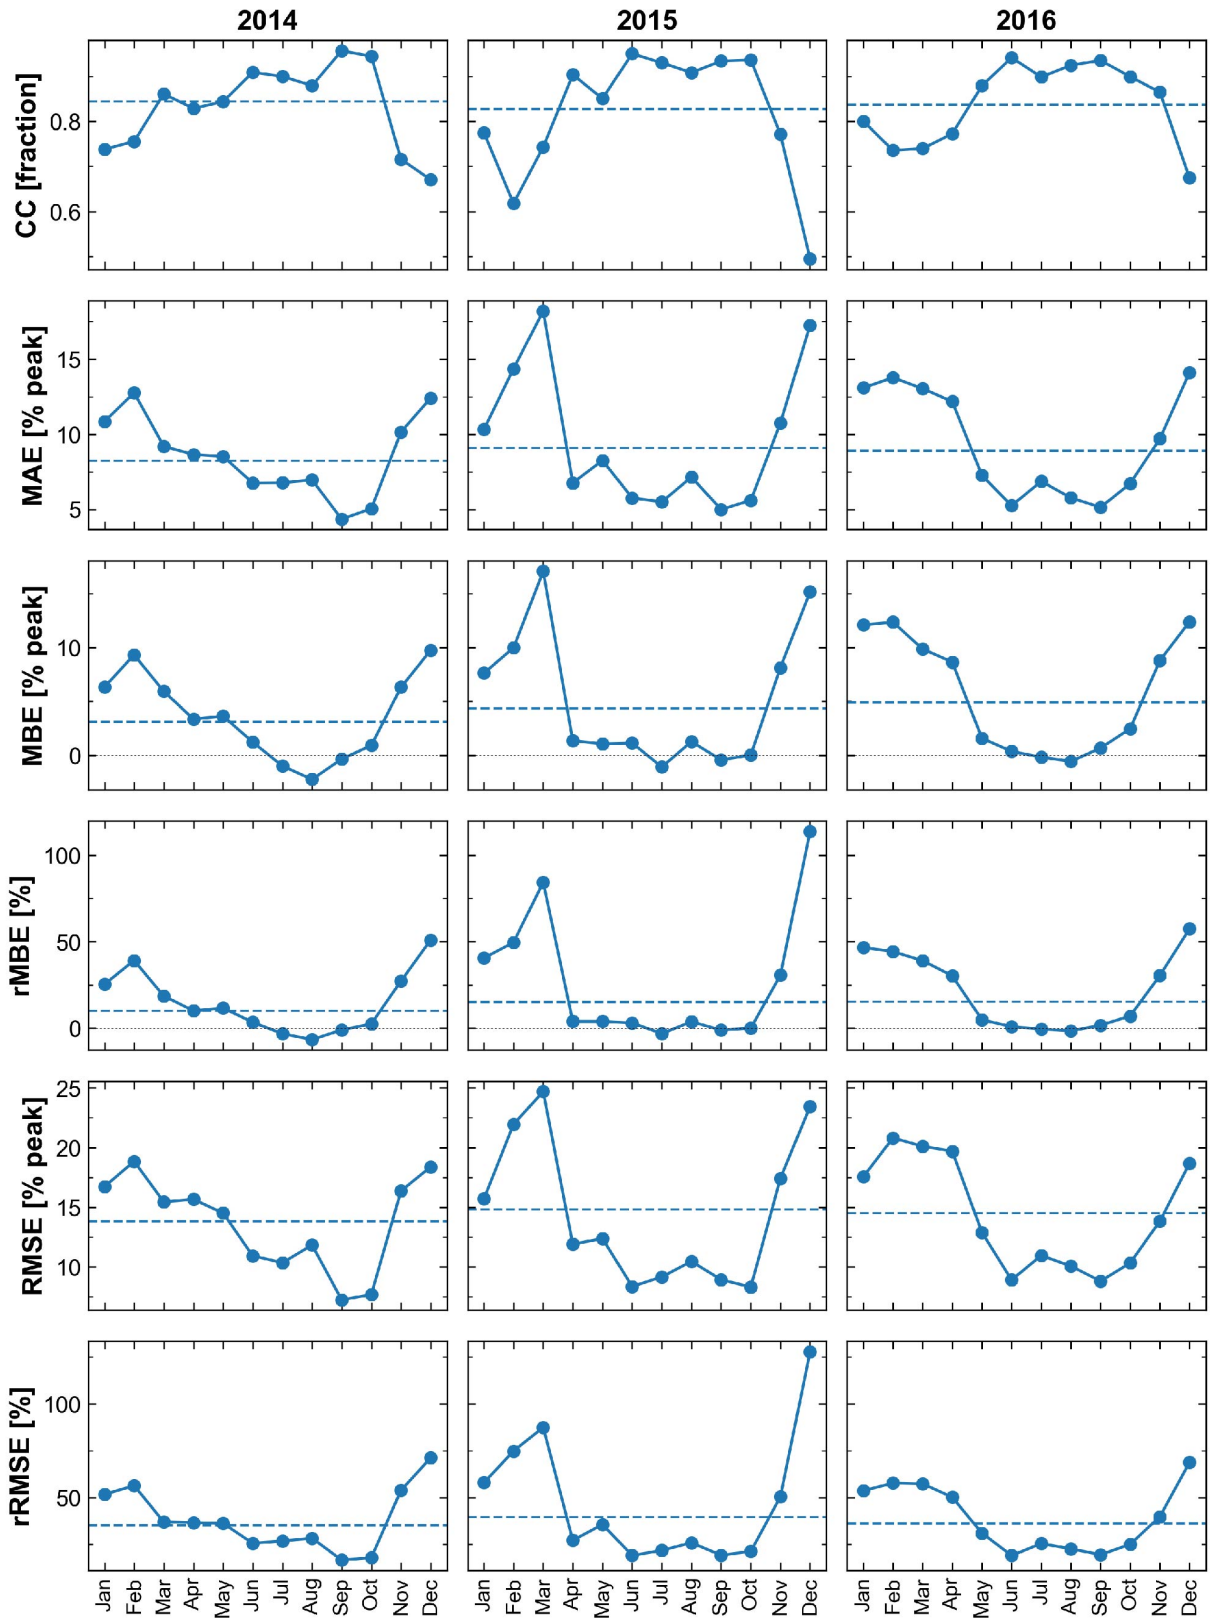 2014 2015 2016
CC [fraction]
0.8
0.6
MAE [% peak]
15
10
5
MBE [% peak]
10
0
rMBE [%]
100
50
0
RMSE [% peak]
25
20
15
10
rRMSE [%]
100
50
Jan Feb Mar Apr May Jun Jul Aug Sep Oct Nov Dec Jan Feb Mar Apr May Jun Jul Aug Sep Oct Nov Dec Jan Feb Mar Apr May Jun Jul Aug Sep Oct Nov Dec